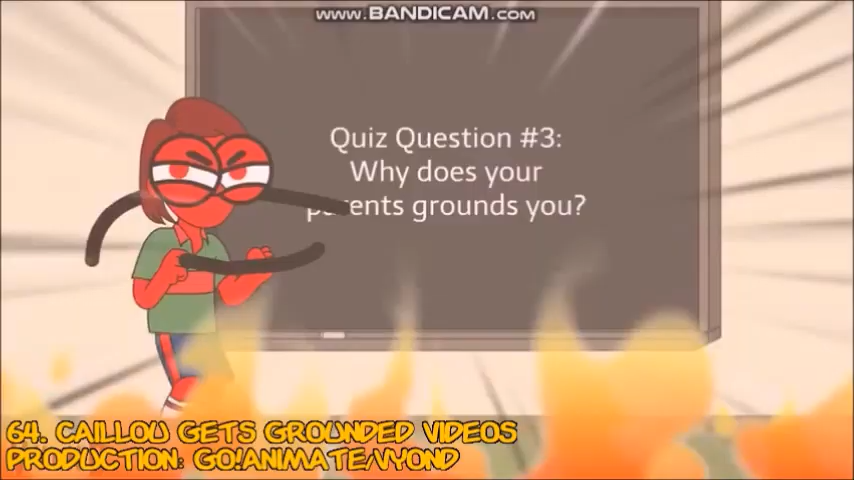 www.BANDICAM.com
Quiz Question #3:
Why does your
parents grounds you?
64. CAILLOU GETS GROUNDED VIDEOS
PRODUCTION: GO!ANIMATE/VYOND